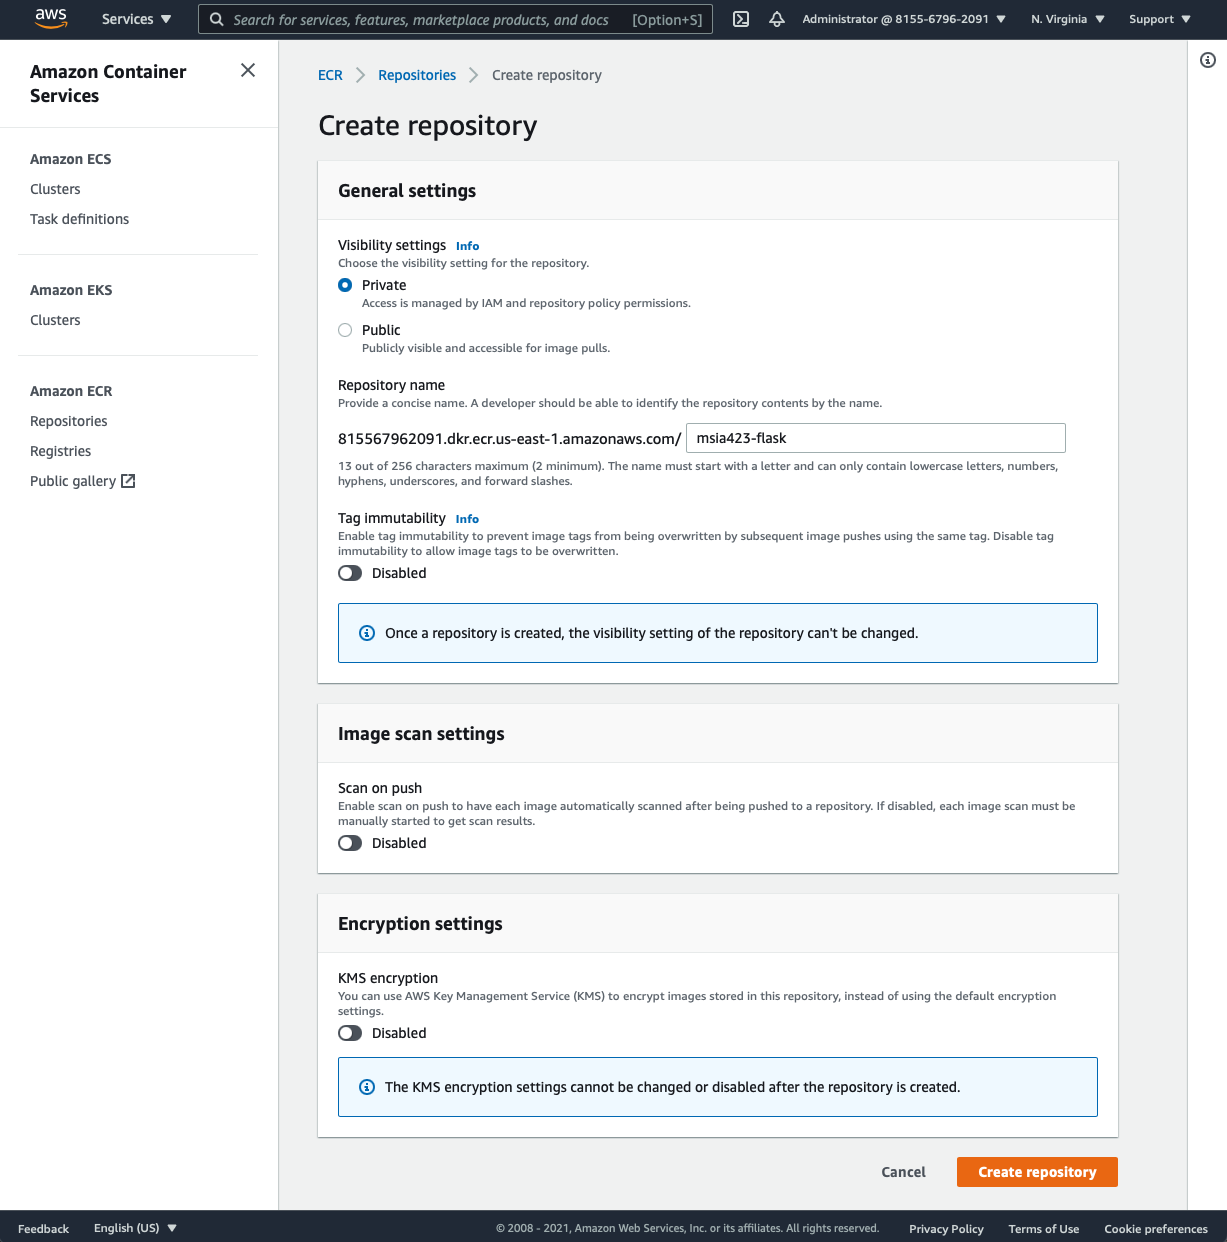 aws
Services
Search for services, features, marketplace products, and docs [Option+S]
Administrator @ 8155-6796-2091
N. Virginia
Support
Amazon Container
Services
Amazon ECS
Clusters
Task definitions
Amazon EKS
Clusters
Amazon ECR
Repositories
Registries
Public gallery
ECR > Repositories > Create repository
Create repository
General settings
Visibility settings Info
Choose the visibility setting for the repository.
Private
Access is managed by IAM and repository policy permissions.
Public
Publicly visible and accessible for image pulls.
Repository name
Provide a concise name. A developer should be able to identify the repository contents by the name.
815567962091.dkr.ecr.us-east-1.amazonaws.com/ msia423-flask
13 out of 256 characters maximum (2 minimum). The name must start with a letter and can only contain lowercase letters, numbers,
hyphens, underscores, and forward slashes.
Tag immutability Info
Enable tag immutability to prevent image tags from being overwritten by subsequent image pushes using the same tag. Disable tag
immutability to allow image tags to be overwritten.
Disabled
Once a repository is created, the visibility setting of the repository can't be changed.
Image scan settings
Scan on push
Enable scan on push to have each image automatically scanned after being pushed to a repository. If disabled, each image scan must be
manually started to get scan results.
Disabled
Encryption settings
KMS encryption
You can use AWS Key Management Service (KMS) to encrypt images stored in this repository, instead of using the default encryption
settings.
Disabled
The KMS encryption settings cannot be changed or disabled after the repository is created.
Cancel
Create repository
Feedback
English (US)
© 2008 - 2021, Amazon Web Services, Inc. or its affiliates. All rights reserved.
Privacy Policy
Terms of Use
Cookie preferences